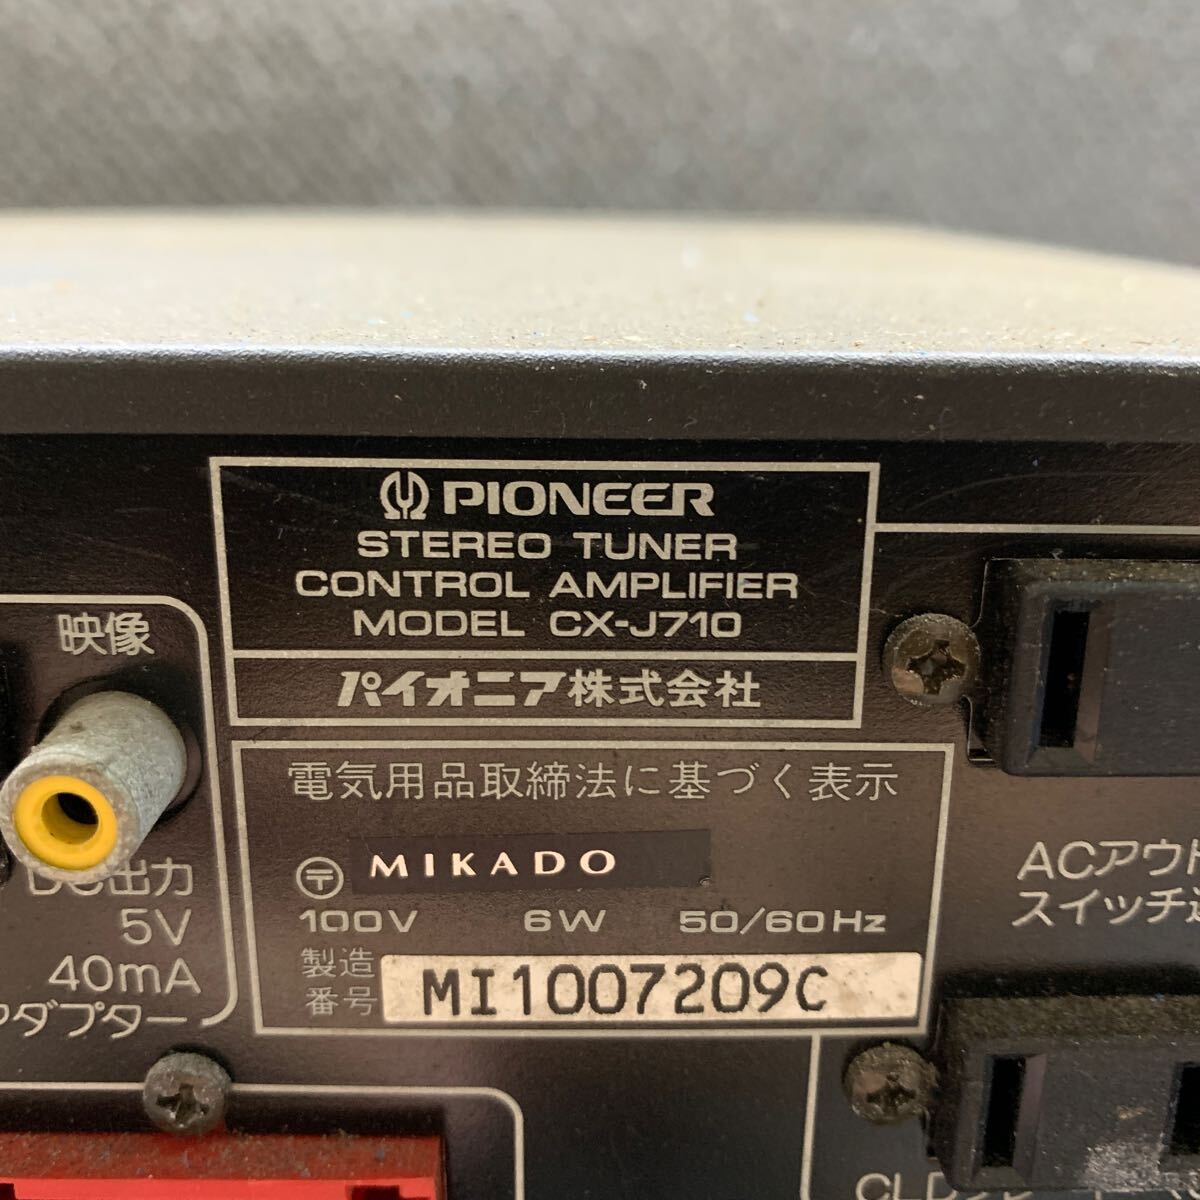 PIONEER
STEREO TUNER
CONTROL AMPLIFIER
MODEL CX-J710
パイオニア株式会社
映像
DC出力
5V
40mA
アダプター
電気用品取締法に基づく表示
〒 MIKADO
100V 6W 50/60Hz
製造
番号 MI1007209C
ACアウト
スイッチ